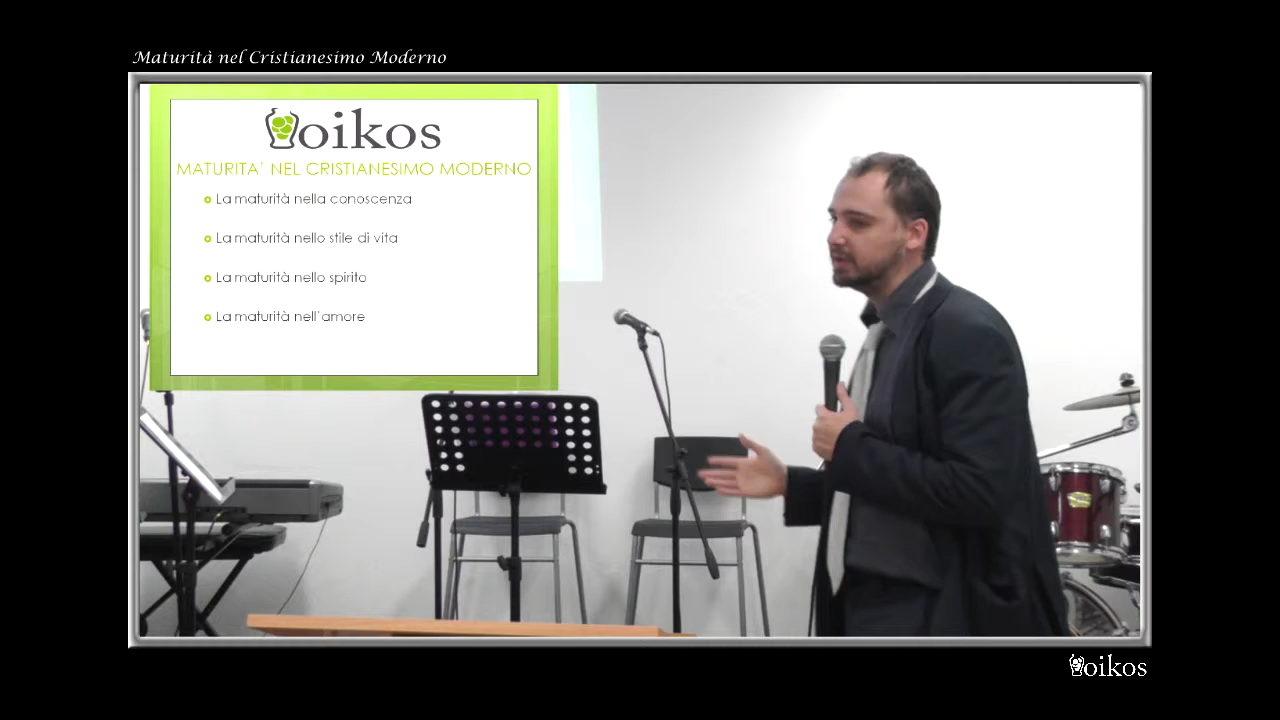 Maturità nel Cristianesimo Moderno
oikos
MATURITA' NEL CRISTIANESIMO MODERNO
La maturità nella conoscenza
La maturità nello stile di vita
La maturità nello spirito
La maturità nell'amore
oikos